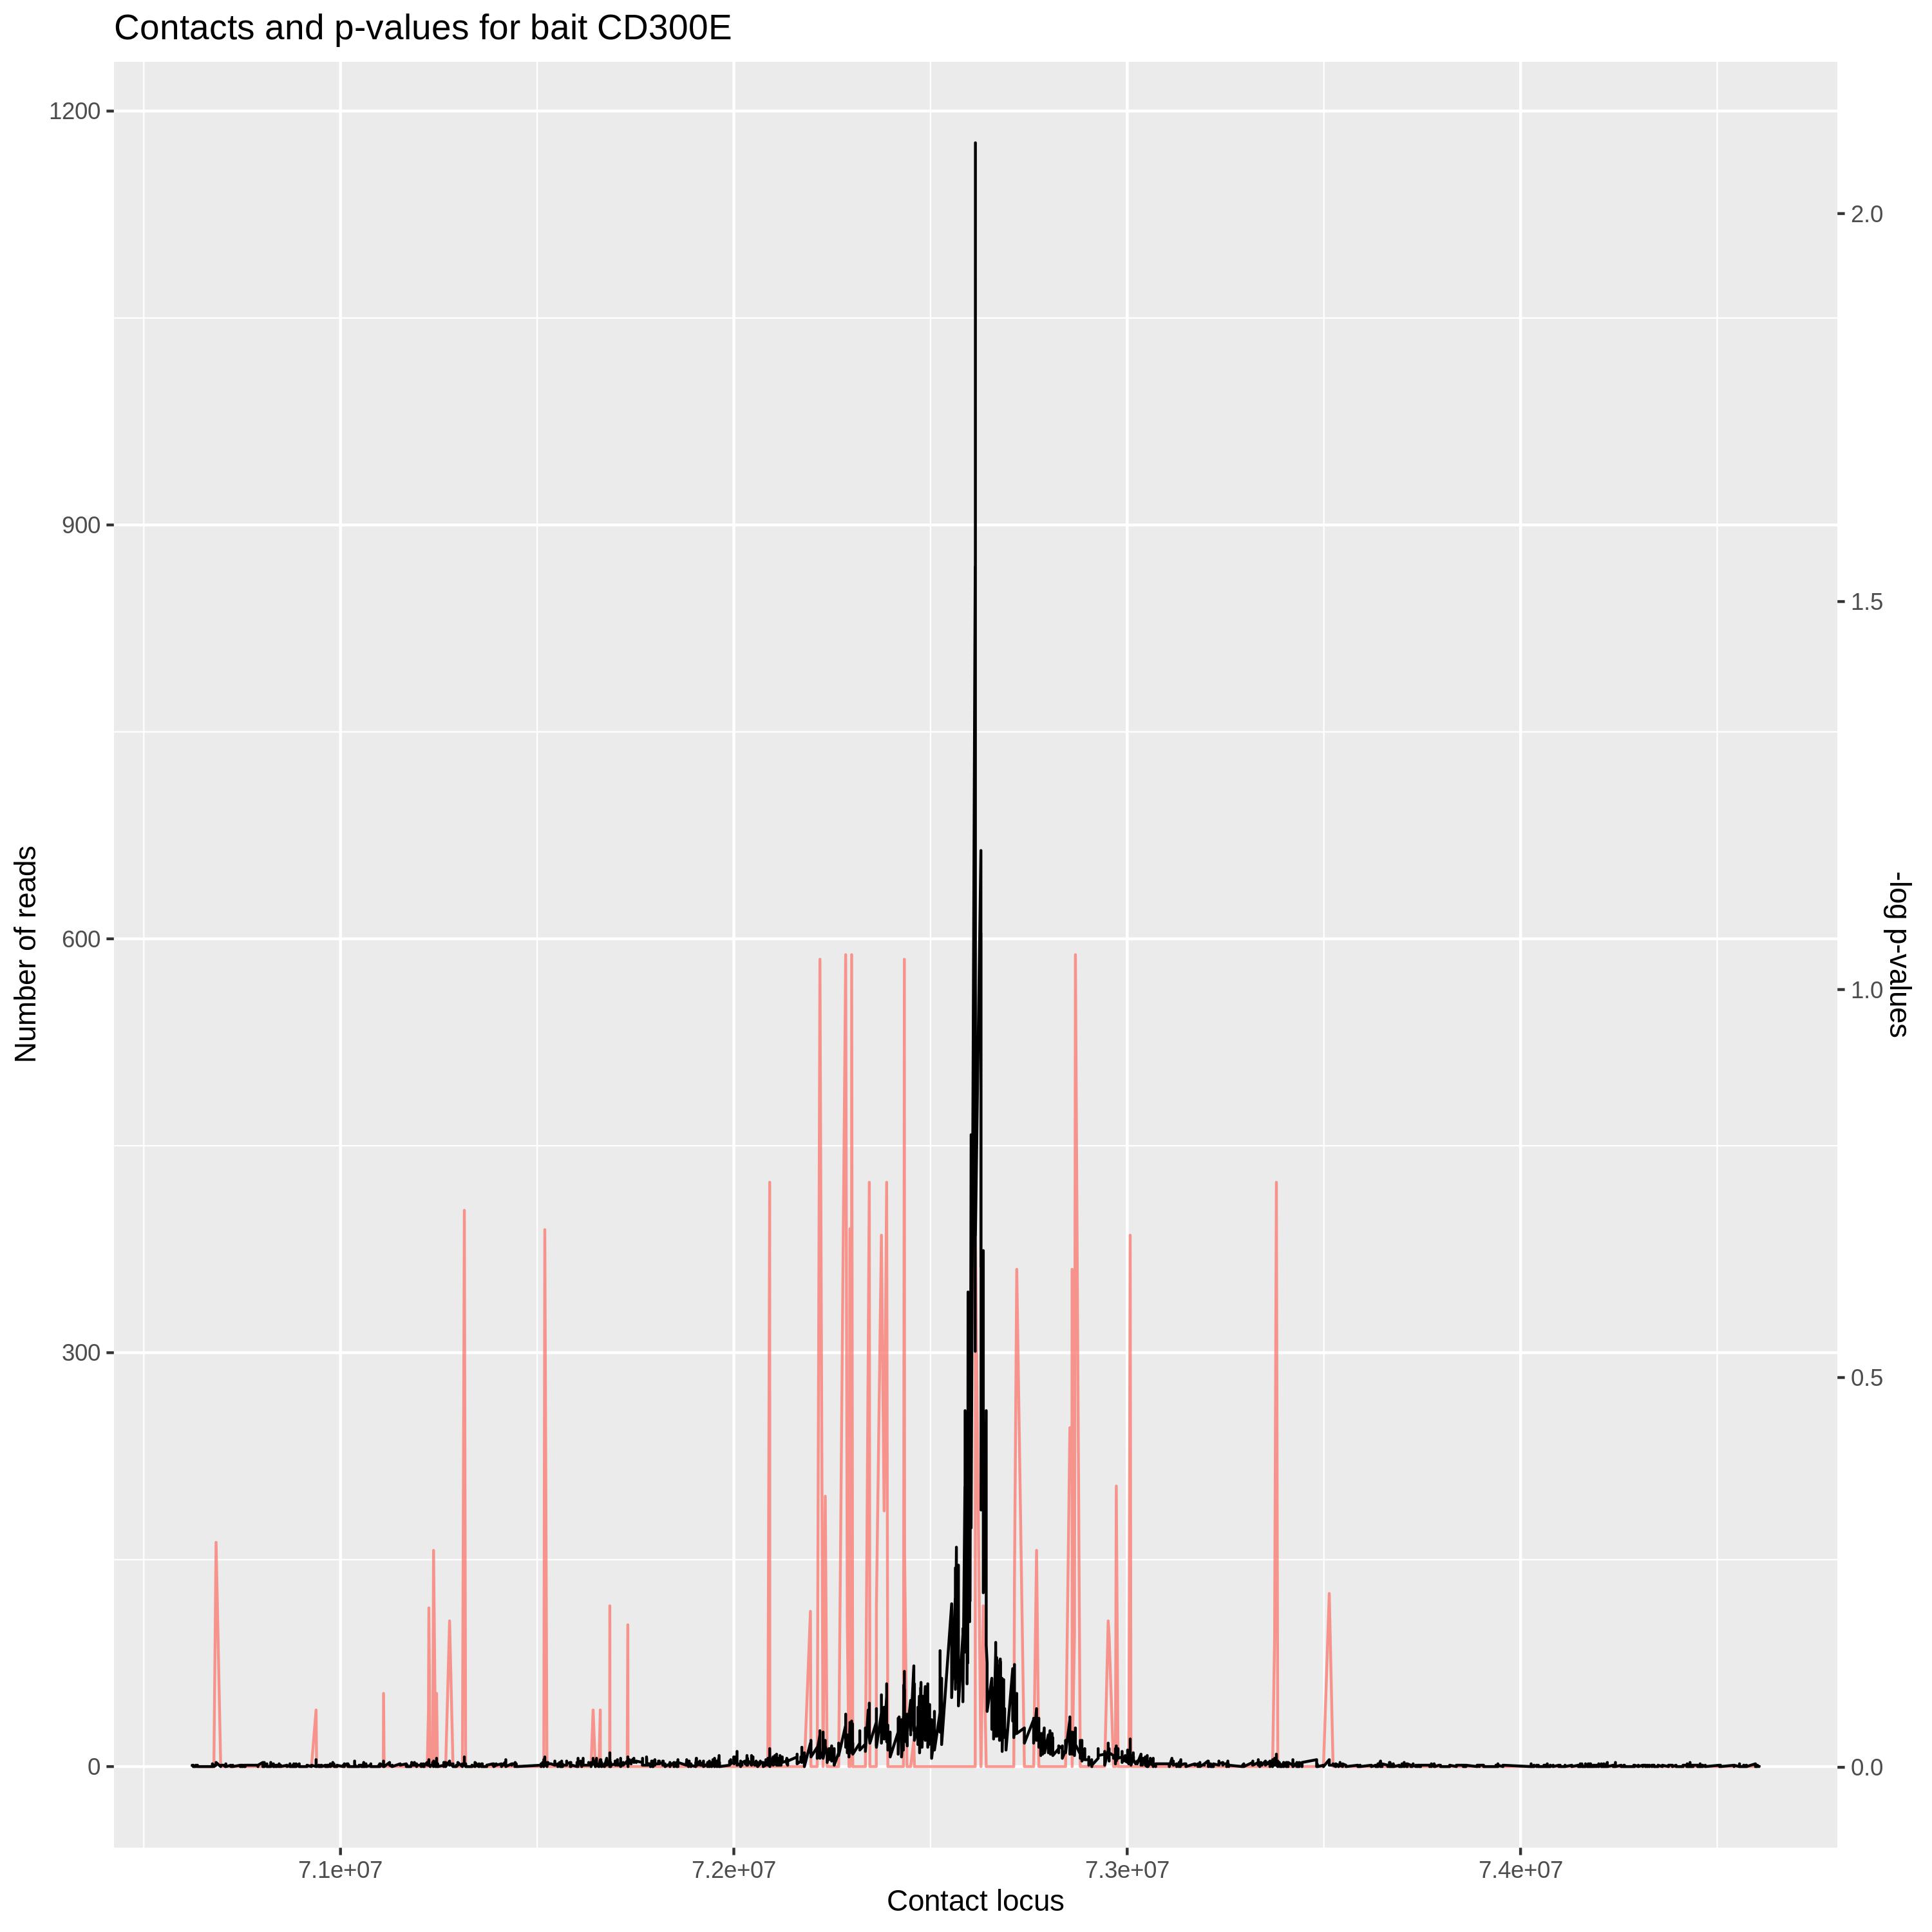 Contacts and p-values for bait CD300E
1200
900
600
300
0
Number of reads
2.0
1.5
1.0
0.5
0.0
-log p-values
7.1e+07 7.2e+07 7.3e+07 7.4e+07
Contact locus